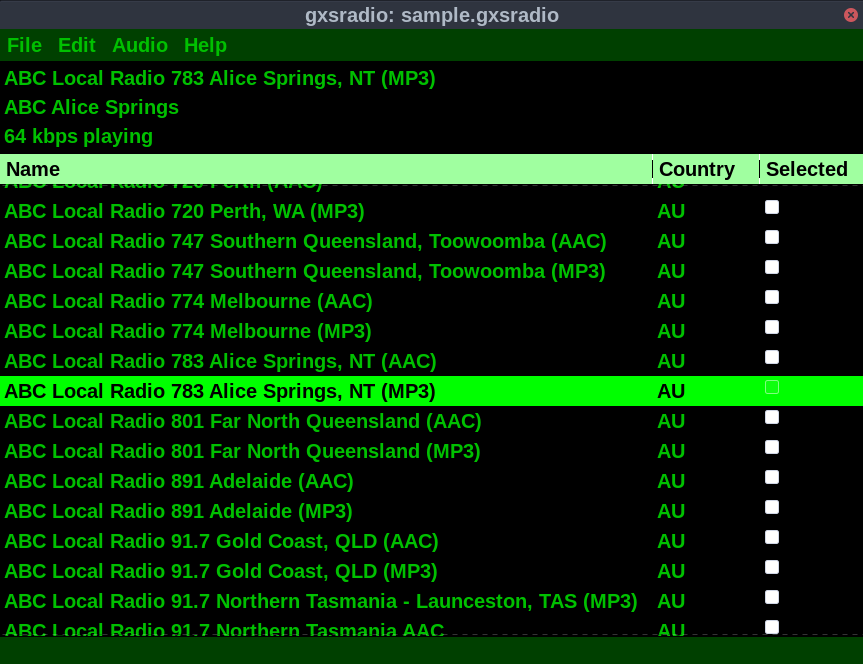 gxsradio: sample.gxsradio
File Edit Audio Help
ABC Local Radio 783 Alice Springs, NT (MP3)
ABC Alice Springs
64 kbps playing
Name Country Selected
ABC Local Radio 720 Perth (AAC) AU
ABC Local Radio 720 Perth, WA (MP3) AU
ABC Local Radio 747 Southern Queensland, Toowoomba (AAC) AU
ABC Local Radio 747 Southern Queensland, Toowoomba (MP3) AU
ABC Local Radio 774 Melbourne (AAC) AU
ABC Local Radio 774 Melbourne (MP3) AU
ABC Local Radio 783 Alice Springs, NT (AAC) AU
ABC Local Radio 783 Alice Springs, NT (MP3) AU
ABC Local Radio 801 Far North Queensland (AAC) AU
ABC Local Radio 801 Far North Queensland (MP3) AU
ABC Local Radio 891 Adelaide (AAC) AU
ABC Local Radio 891 Adelaide (MP3) AU
ABC Local Radio 91.7 Gold Coast, QLD (AAC) AU
ABC Local Radio 91.7 Gold Coast, QLD (MP3) AU
ABC Local Radio 91.7 Northern Tasmania - Launceston, TAS (MP3) AU
ABC Local Radio 91.7 Northern Tasmania AAC AU